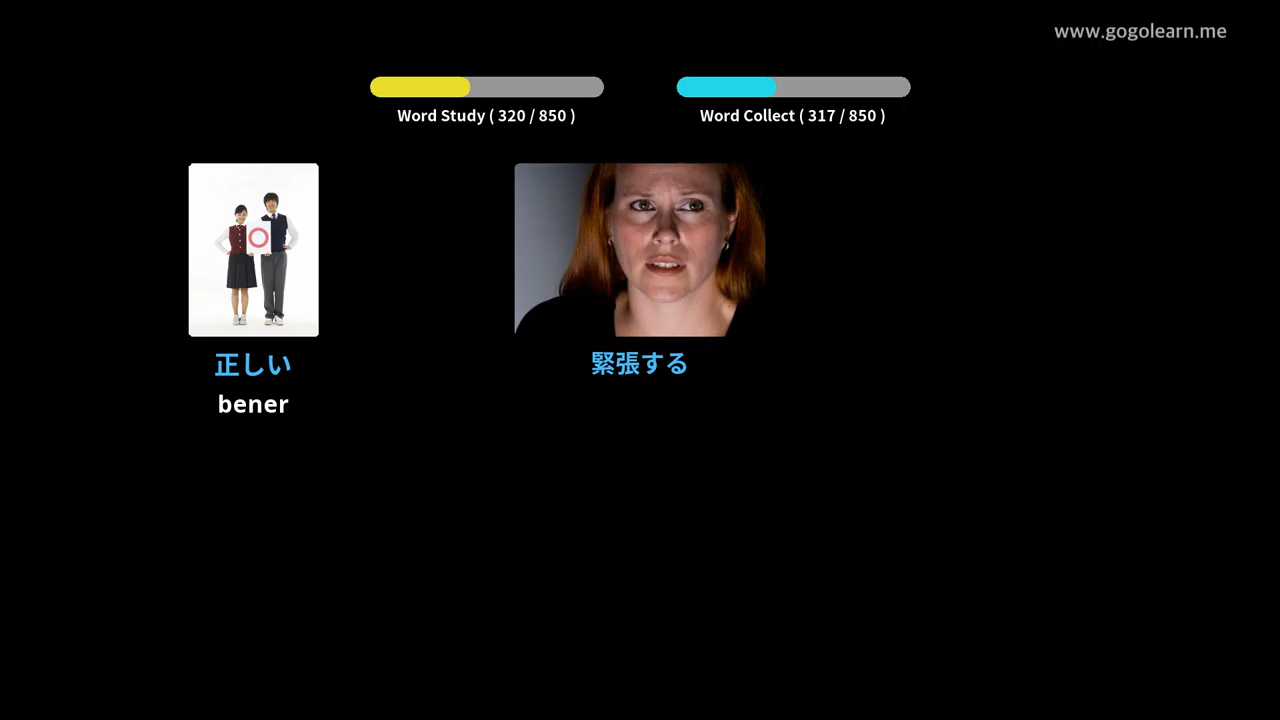 www.gogolearn.me
Word Study ( 320 / 850 )
Word Collect ( 317 / 850 )
正しい
bener
緊張する